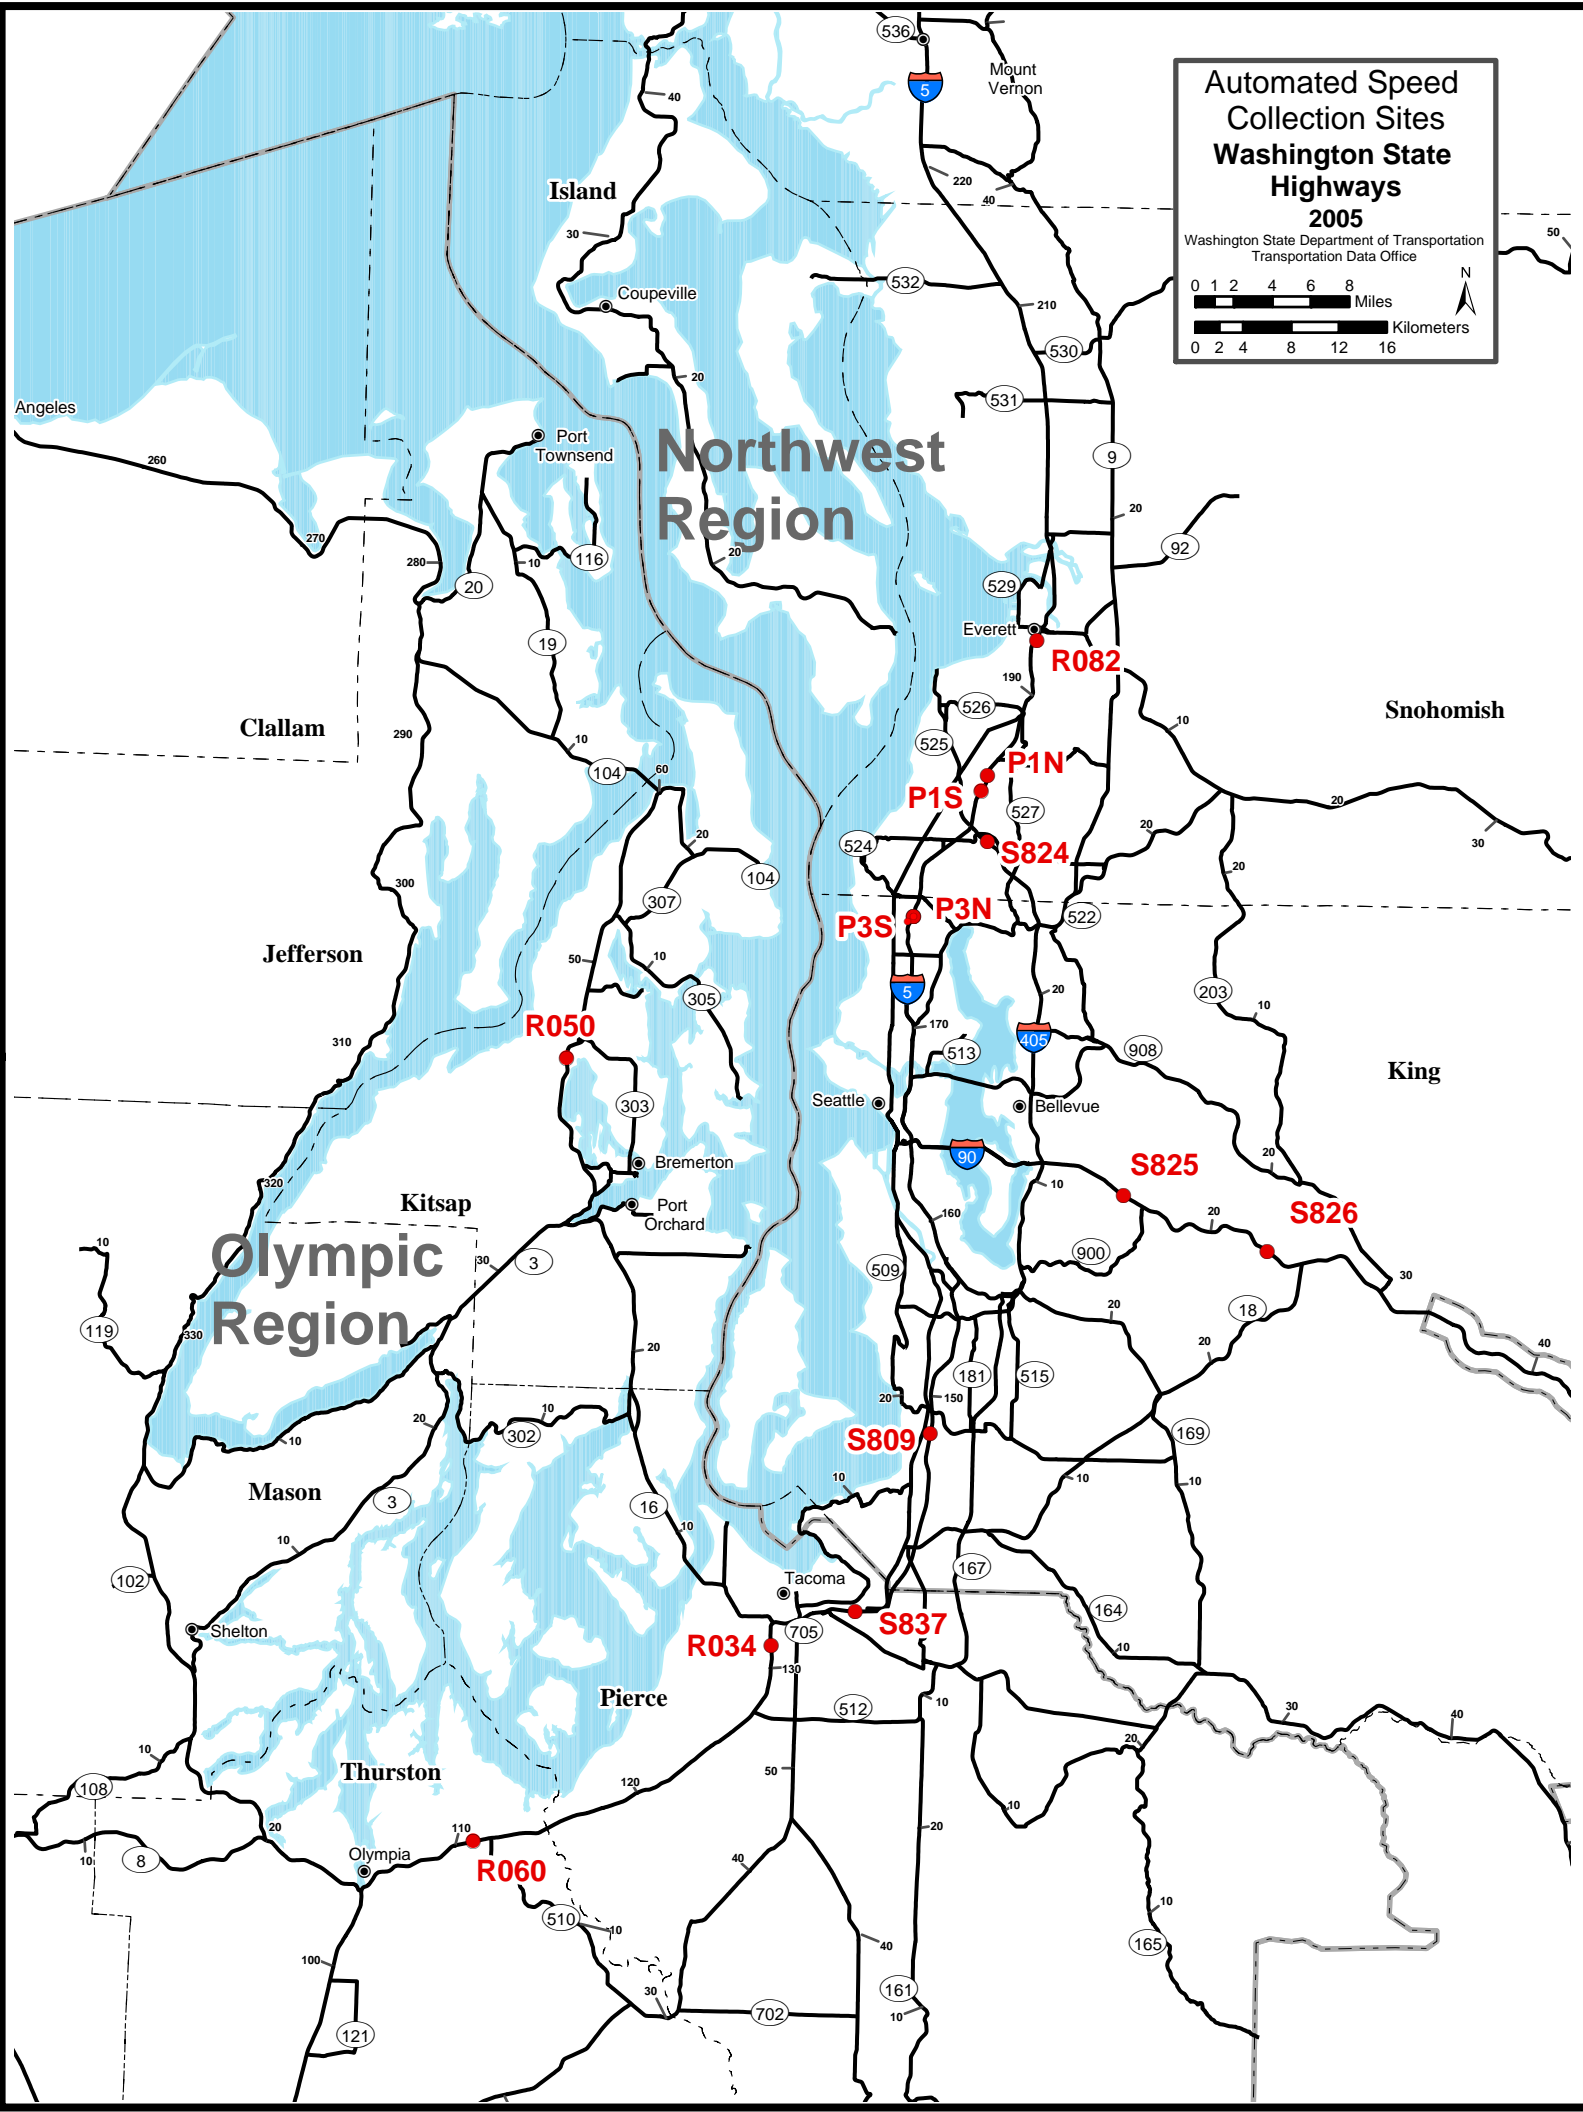 536
5
Mount
Vernon
Automated Speed
Collection Sites
Washington State
Highways
2005
Washington State Department of Transportation
Transportation Data Office
N
0 1 2 4 6 8
Miles
Kilometers
0 2 4 8 12 16
40
220
40
50
Island
30
Coupeville
532
210
530
20
531
Angeles
Port
Townsend
Northwest
Region
9
260
20
270
280
10
116
20
92
20
529
19
Everett
R082
190
526
Snohomish
Clallam
290
10
10
525
104
60
P1N
P1S
527
20
20
20
524
S824
30
104
20
300
307
P3N
P3S
522
Jefferson
50
10
305
5
20
203
10
R050
170
310
405
908
513
King
303
Seattle
Bellevue
90
20
Bremerton
S825
320
10
Kitsap
Port
Orchard
160
20
S826
10
Olympic
Region
30
3
900
509
30
119
330
20
20
18
40
20
181
515
20
150
10
20
302
S809
169
10
10
10
10
Mason
3
16
10
10
102
Tacoma
167
164
Shelton
705
S837
10
R034
130
Pierce
10
512
30
40
20
10
Thurston
120
50
108
10
20
110
20
10
8
Olympia
R060
40
10
510
10
40
165
100
30
161
10
702
121